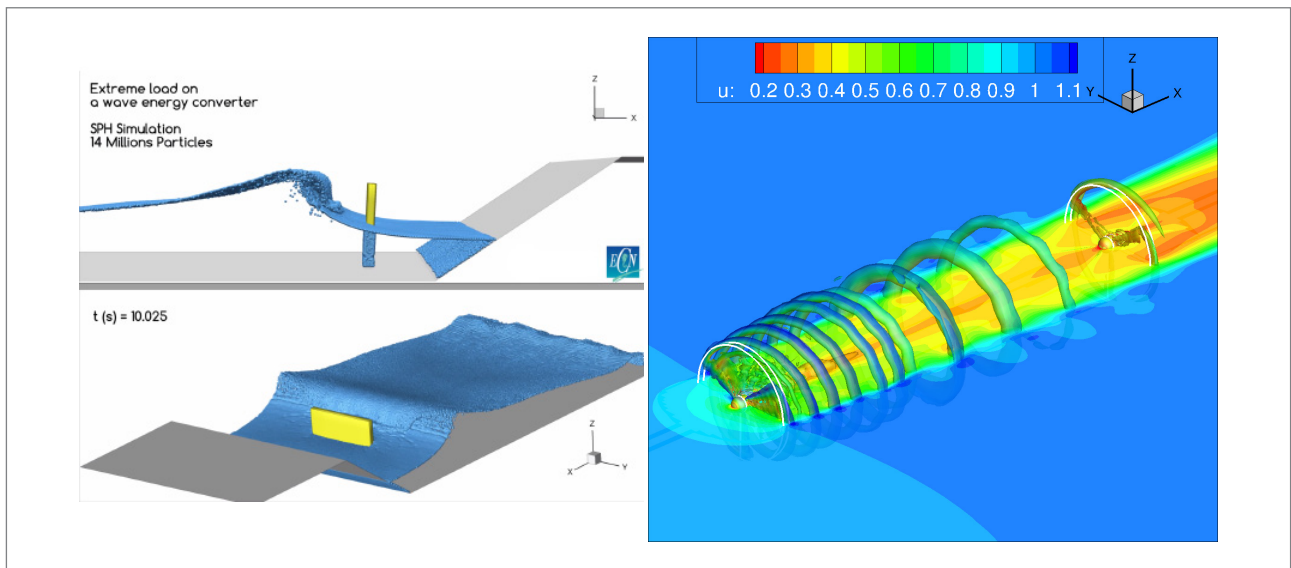 Extreme load on
a wave energy converter
SPH Simulation
14 Millions Particles
Z
X
ECN
t (s) = 10.025
Z
X
Y
u: 0.2 0.3 0.4 0.5 0.6 0.7 0.8 0.9 1 1.1
Z
Y
X